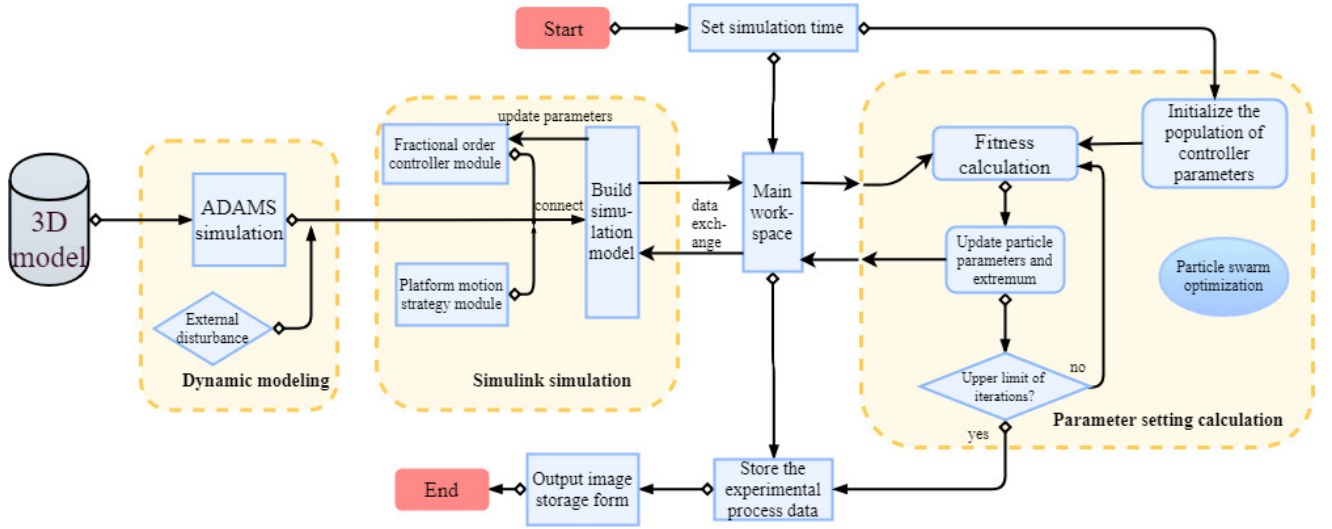 Start
Set simulation time
3D
model
ADAMS
simulation
External
disturbance
Dynamic modeling
update parameters
Fractional order
controller module
connect
Platform motion
strategy module
Build
simu-
lation
model
Simulink simulation
data
exch-
ange
Main
work-
space
Fitness
calculation
Initialize the
population of
controller
parameters
Update particle
parameters and
extremum
Particle swarm
optimization
Upper limit of
iterations?
no
yes
Parameter setting calculation
Store the
experimental
process data
Output image
storage form
End